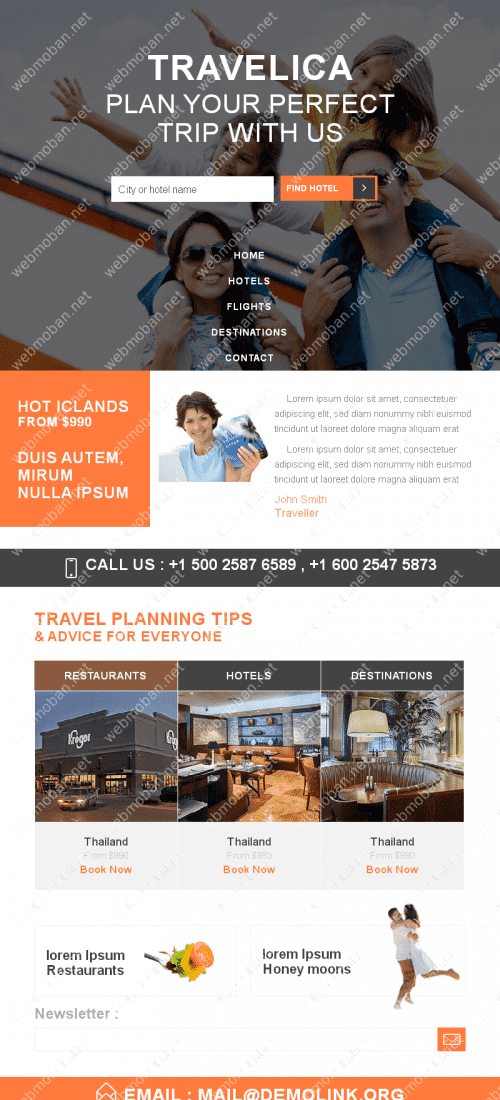 TRAVELICA
PLAN YOUR PERFECT
TRIP WITH US
City or hotel name
FIND HOTEL
HOME
HOTELS
FLIGHTS
DESTINATIONS
CONTACT
HOT ICLANDS
FROM $990
DUIS AUTEM,
MIRUM
NULLA IPSUM
Lorem ipsum dolor sit amet, consectetuer
adipiscing elit, sed diam nonummy nibh euismod
tincidunt ut laoreet dolore magna aliquam erat
Lorem ipsum dolor sit amet, consectetuer
adipiscing elit, sed diam nonummy nibh euismod
tincidunt ut laoreet dolore magna aliquam erat
John Smith
Traveller
CALL US : +1 500 2587 6589 , +1 600 2547 5873
TRAVEL PLANNING TIPS
& ADVICE FOR EVERYONE
RESTAURANTS
HOTELS
DESTINATIONS
Kroger
Thailand
From $990
Book Now
Thailand
From $990
Book Now
Thailand
From $990
Book Now
lorem Ipsum
Restaurants
lorem Ipsum
Honey moons
Newsletter :
EMAIL : MAIL@DEMOLINK.ORG
webmoban.net